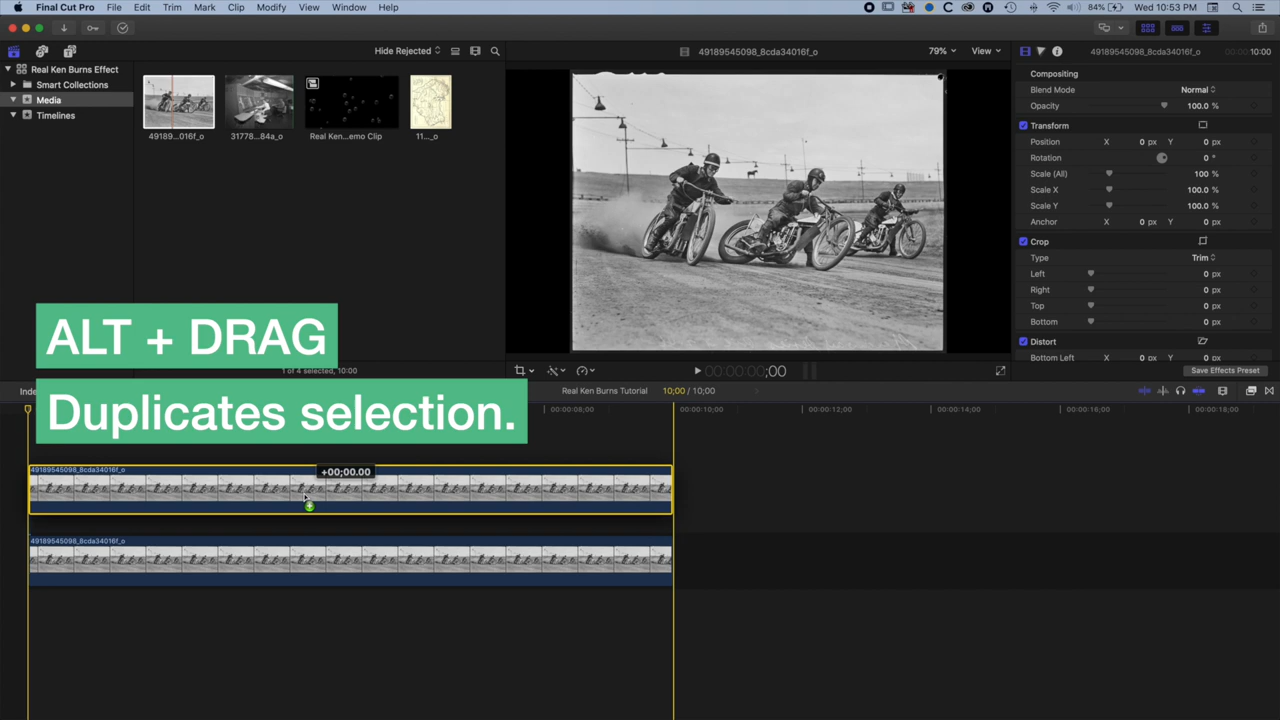 Final Cut Pro File Edit Trim Mark Clip Modify View Window Help 84% Wed 10:53 PM
Hide Rejected
49189545098_8cda34016f_o 79% View
49189545098_8cda34016f_o 10:00
Real Ken Burns Effect
Smart Collections
Media
Timelines
49189...016f_o 31778...84a_o Real Ken...emo Clip 11..._o
Compositing
Blend Mode Normal
Opacity 100.0 %
Transform
Position X 0 px Y 0 px
Rotation 0 °
Scale (All) 100 %
Scale X 100.0 %
Scale Y 100.0 %
Anchor X 0 px Y 0 px
Crop
Type Trim
Left 0 px
Right 0 px
Top 0 px
Bottom 0 px
Distort
Bottom Left X 0 px Y 0 px
Save Effects Preset
ALT + DRAG
1 of 4 selected, 10:00
00:00:00;00
Duplicates selection.
Real Ken Burns Tutorial 10;00 / 10;00
00:00:08;00 00:00:10;00 00:00:12;00 00:00:14;00 00:00:16;00 00:00:18;00
49189545098_8cda34016f_o
+00;00.00
49189545098_8cda34016f_o